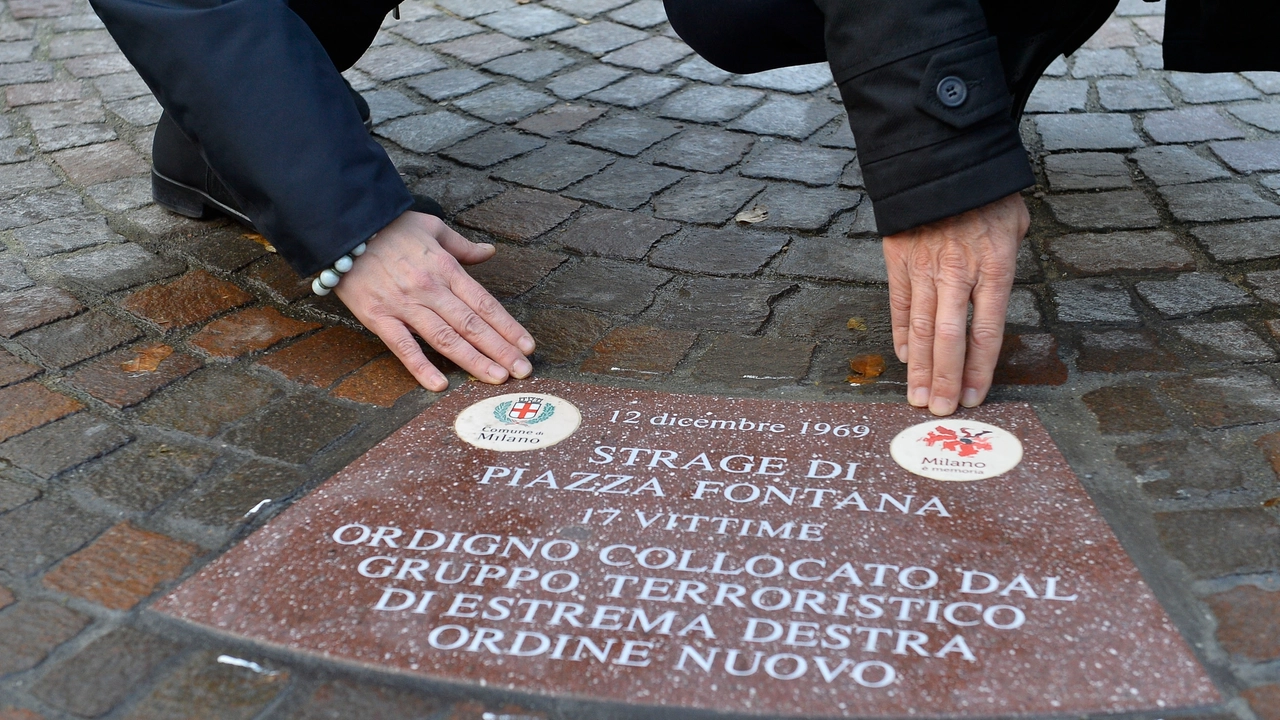 12 dicembre 1969
Comune di
Milano
Milano
è memoria
STRAGE DI
PIAZZA FONTANA
17 VITTIME
ORDIGNO COLLOCATO DAL
GRUPPO TERRORISTICO
DI ESTREMA DESTRA
ORDINE NUOVO